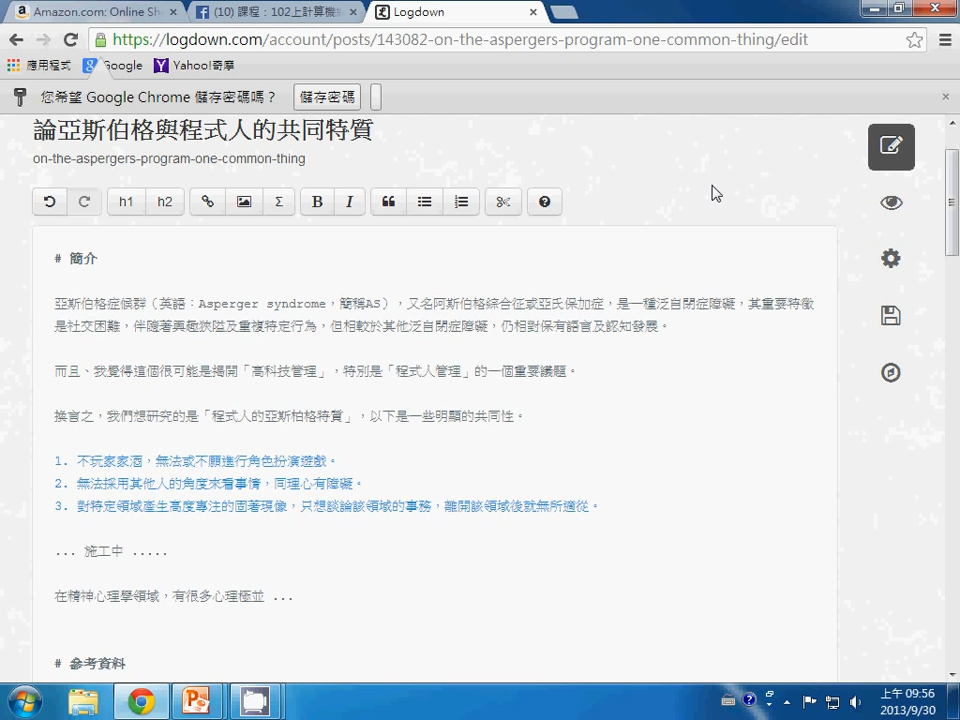 Amazon.com: Online Sh
(10) 課程：102上計算機
Logdown
https://logdown.com/account/posts/143082-on-the-aspergers-program-one-common-thing/edit
應用程式
Google
Yahoo!奇摩
您希望 Google Chrome 儲存密碼嗎？
儲存密碼
論亞斯伯格與程式人的共同特質
on-the-aspergers-program-one-common-thing
h1 h2 Σ B I
# 簡介
亞斯伯格症候群（英語：Asperger syndrome，簡稱AS），又名阿斯伯格綜合征或亞氏保加症，是一種泛自閉症障礙，其重要特徵
是社交困難，伴隨著興趣狹隘及重複特定行為，但相較於其他泛自閉症障礙，仍相對保有語言及認知發展。
而且、我覺得這個很可能是揭開「高科技管理」，特別是「程式人管理」的一個重要議題。
換言之，我們想研究的是「程式人的亞斯柏格特質」，以下是一些明顯的共同性。
1. 不玩家家酒，無法或不願進行角色扮演遊戲。
2. 無法採用其他人的角度來看事情，同理心有障礙。
3. 對特定領域產生高度專注的固著現像，只想談論該領域的事務，離開該領域後就無所適從。
... 施工中 .....
在精神心理學領域，有很多心理極並 ...
# 參考資料
上午 09:56
2013/9/30